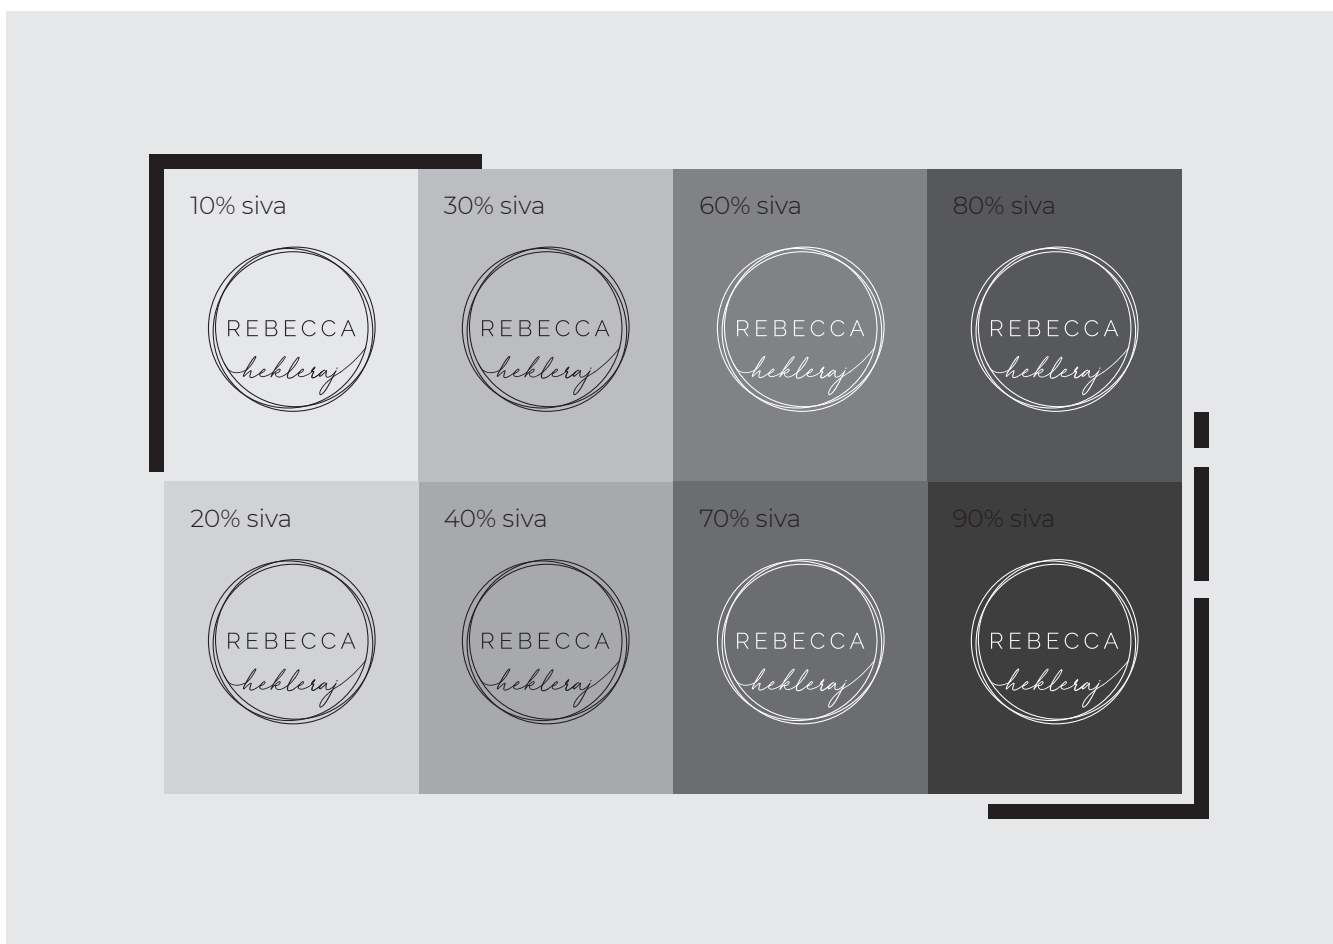 10% siva
REBECCA
hekleraj
30% siva
REBECCA
hekleraj
60% siva
REBECCA
hekleraj
80% siva
REBECCA
hekleraj
20% siva
REBECCA
hekleraj
40% siva
REBECCA
hekleraj
70% siva
REBECCA
hekleraj
90% siva
REBECCA
hekleraj